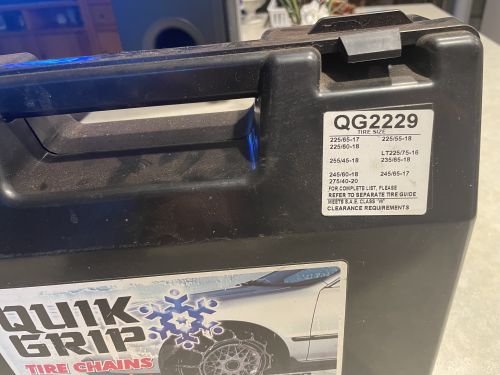 QG2229
TIRE SIZE
225/65-17 225/55-18
225/60-18
LT225/75-16
255/45-18 235/65-18
245/60-18 245/65-17
275/40-20
FOR COMPLETE LIST, PLEASE
REFER TO SEPARATE TIRE GUIDE
MEETS S.A.E. CLASS "W"
CLEARANCE REQUIREMENTS
QUIK
GRIP
TIRE CHAINS